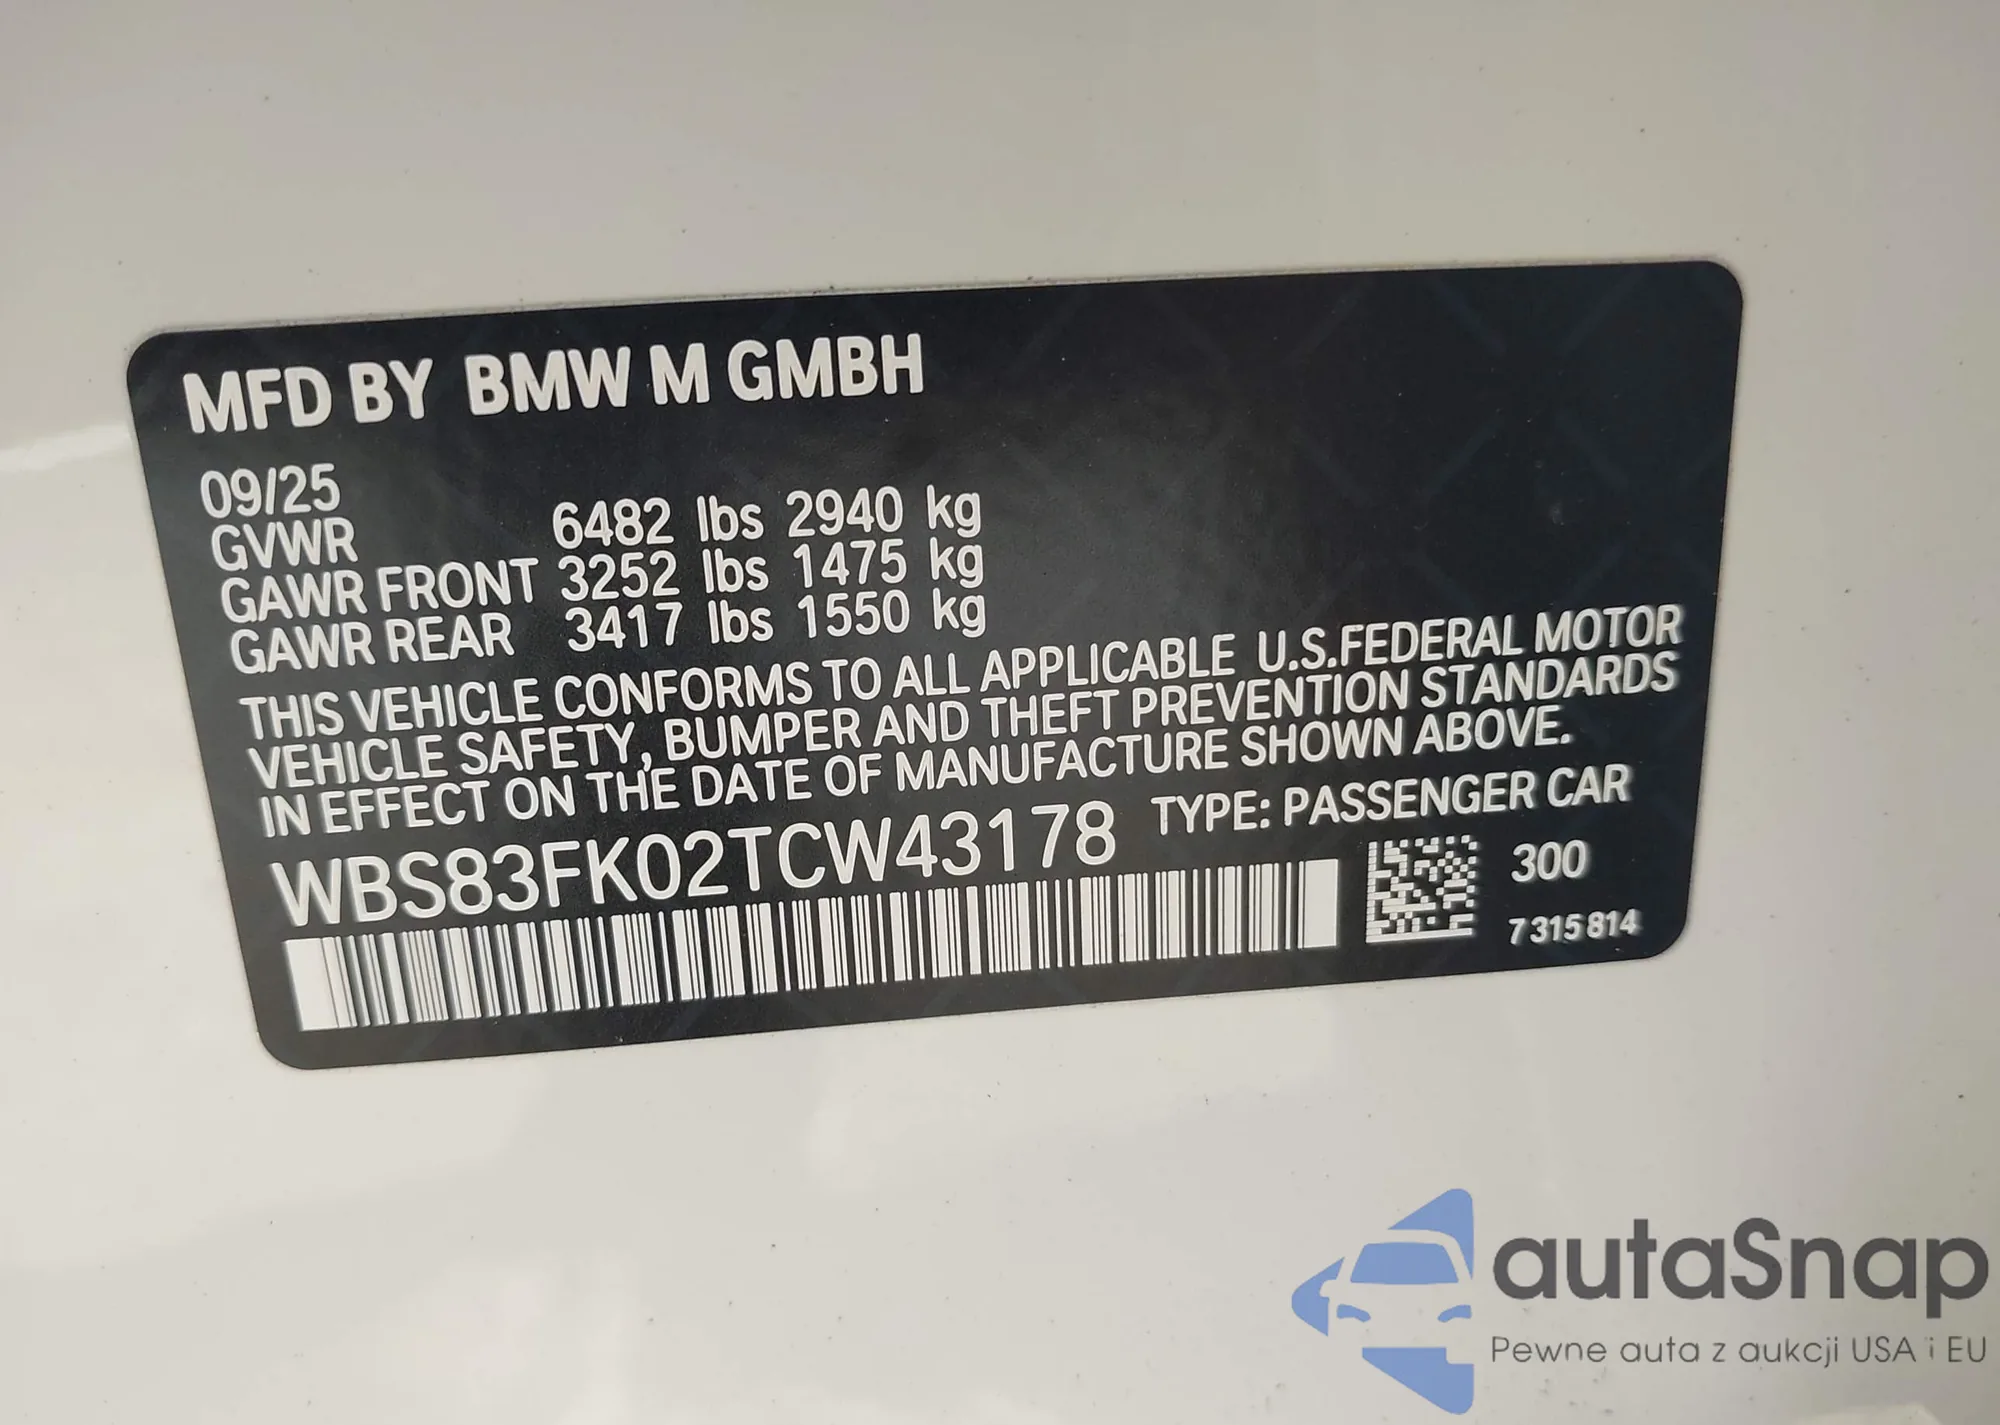 MFD BY BMW M GMBH
09/25
GVWR 6482 lbs 2940 kg
GAWR FRONT 3252 lbs 1475 kg
GAWR REAR 3417 lbs 1550 kg
THIS VEHICLE CONFORMS TO ALL APPLICABLE U.S.FEDERAL MOTOR
VEHICLE SAFETY, BUMPER AND THEFT PREVENTION STANDARDS
IN EFFECT ON THE DATE OF MANUFACTURE SHOWN ABOVE.
WBS83FK02TCW43178 TYPE: PASSENGER CAR
300
7315814
autaSnap
Pewne auta z aukcji USA i EU